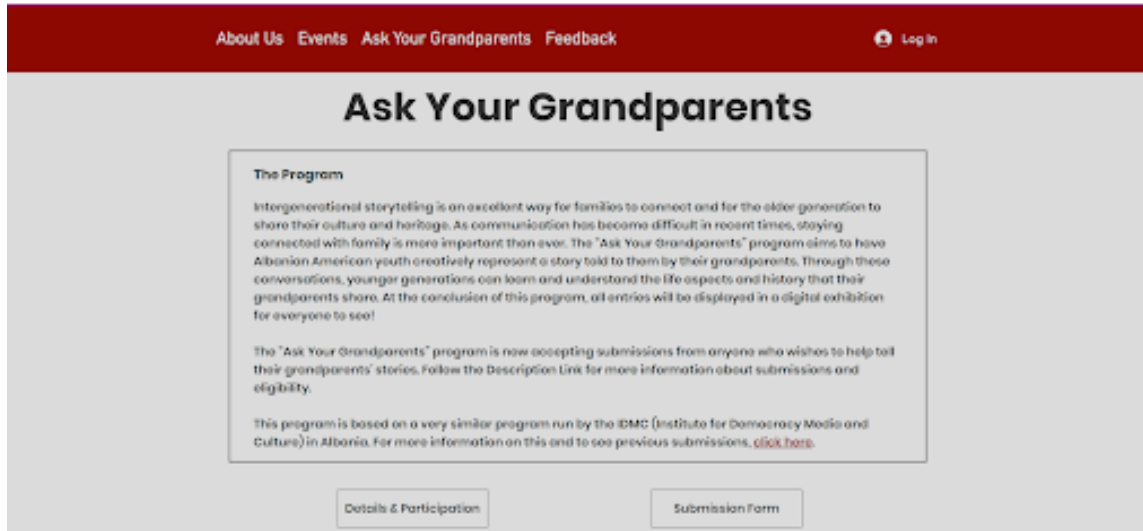 About Us Events Ask Your Grandparents Feedback Log In
Ask Your Grandparents
The Program
Intergenerational storytelling is an excellent way for families to connect and for the older generation to
share their culture and heritage. As communication has become difficult in recent times, staying
connected with family is more important than ever. The "Ask Your Grandparents" program aims to have
Albanian American youth creatively represent a story told to them by their grandparents. Through these
conversations, younger generations can learn and understand the life aspects and history that their
grandparents share. At the conclusion of this program, all entries will be displayed in a digital exhibition
for everyone to see!
The "Ask Your Grandparents" program is now accepting submissions from anyone who wishes to help tell
their grandparents' stories. Follow the Description Link for more information about submissions and
eligibility.
This program is based on a very similar program run by the IDMC (Institute for Democracy Media and
Culture) in Albania. For more information on this and to see previous submissions, click here.
Details & Participation Submission Form